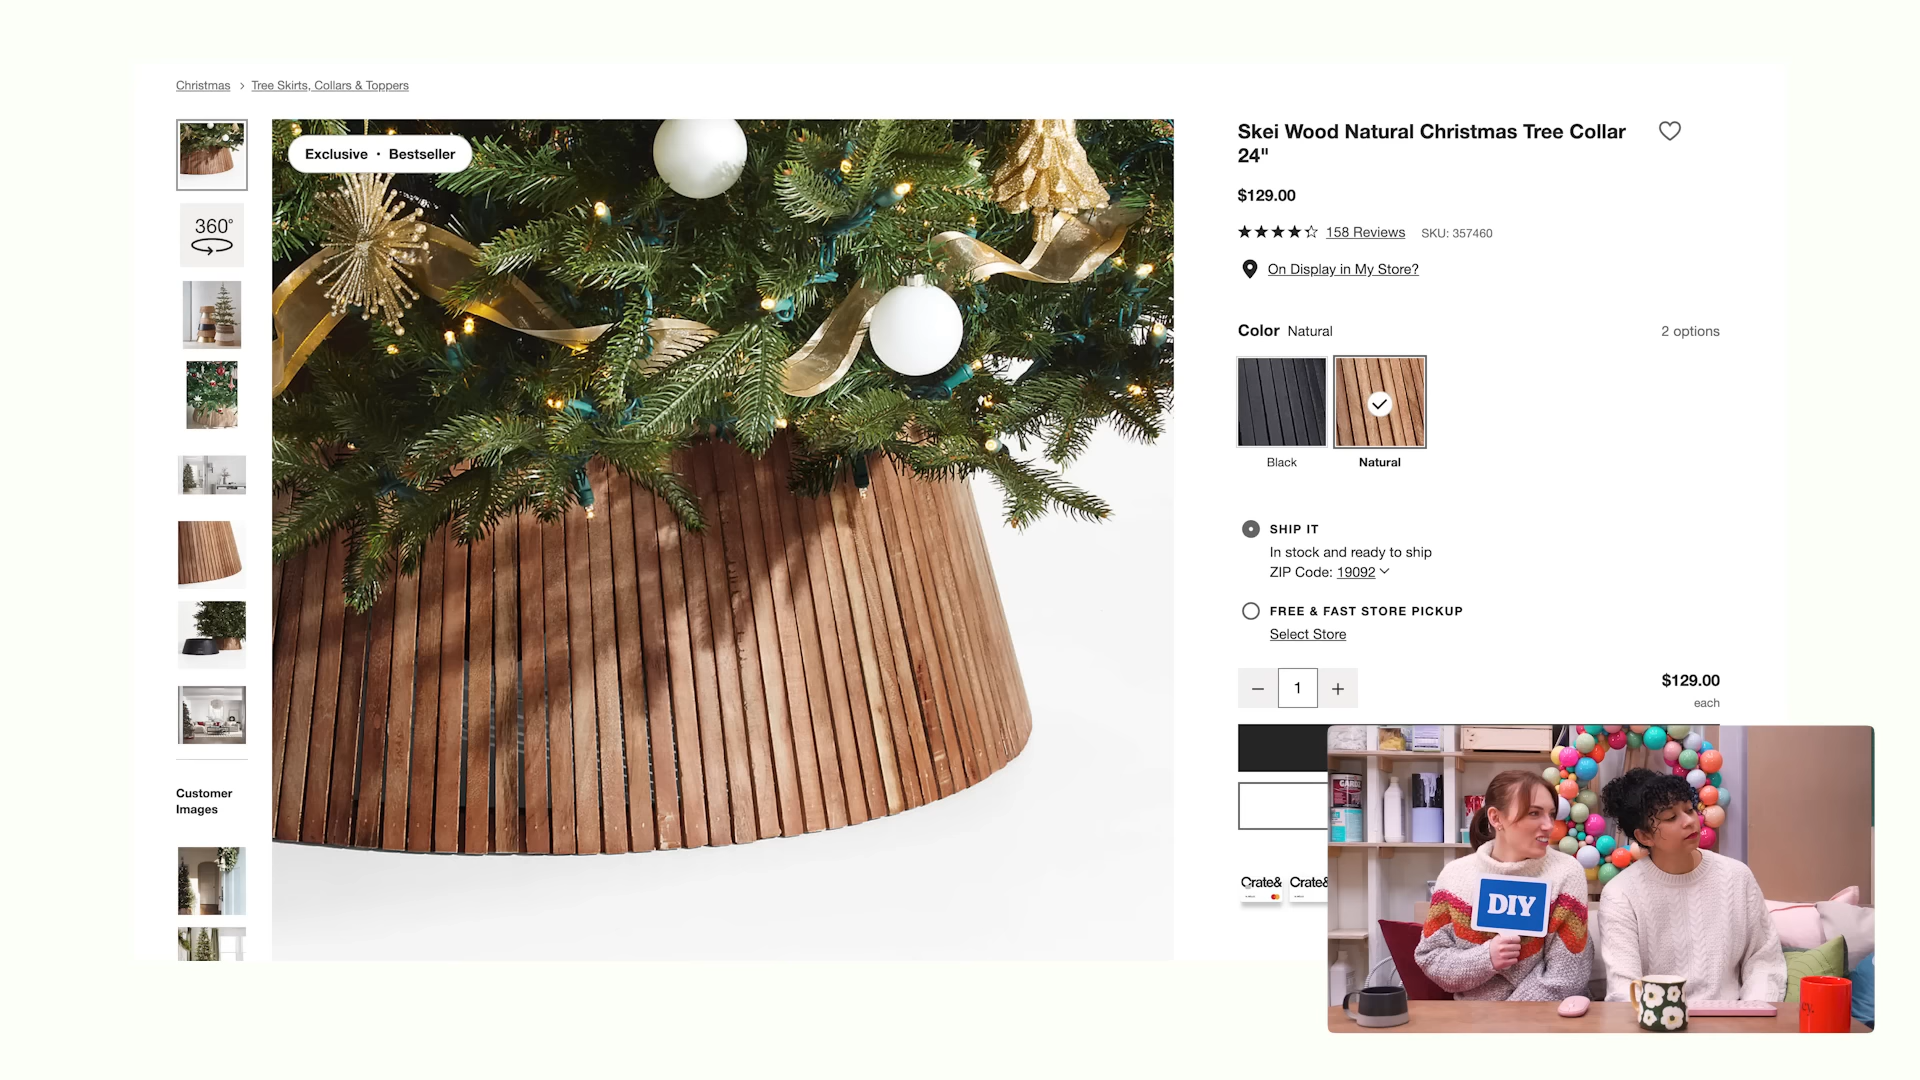 Christmas > Tree Skirts, Collars & Toppers
Exclusive • Bestseller
360°
Customer
Images
Skei Wood Natural Christmas Tree Collar
24"
$129.00
158 Reviews SKU: 357460
On Display in My Store?
Color Natural 2 options
Black Natural
SHIP IT
In stock and ready to ship
ZIP Code: 19092
FREE & FAST STORE PICKUP
Select Store
1
$129.00
each
Crate& Crate&
DIY